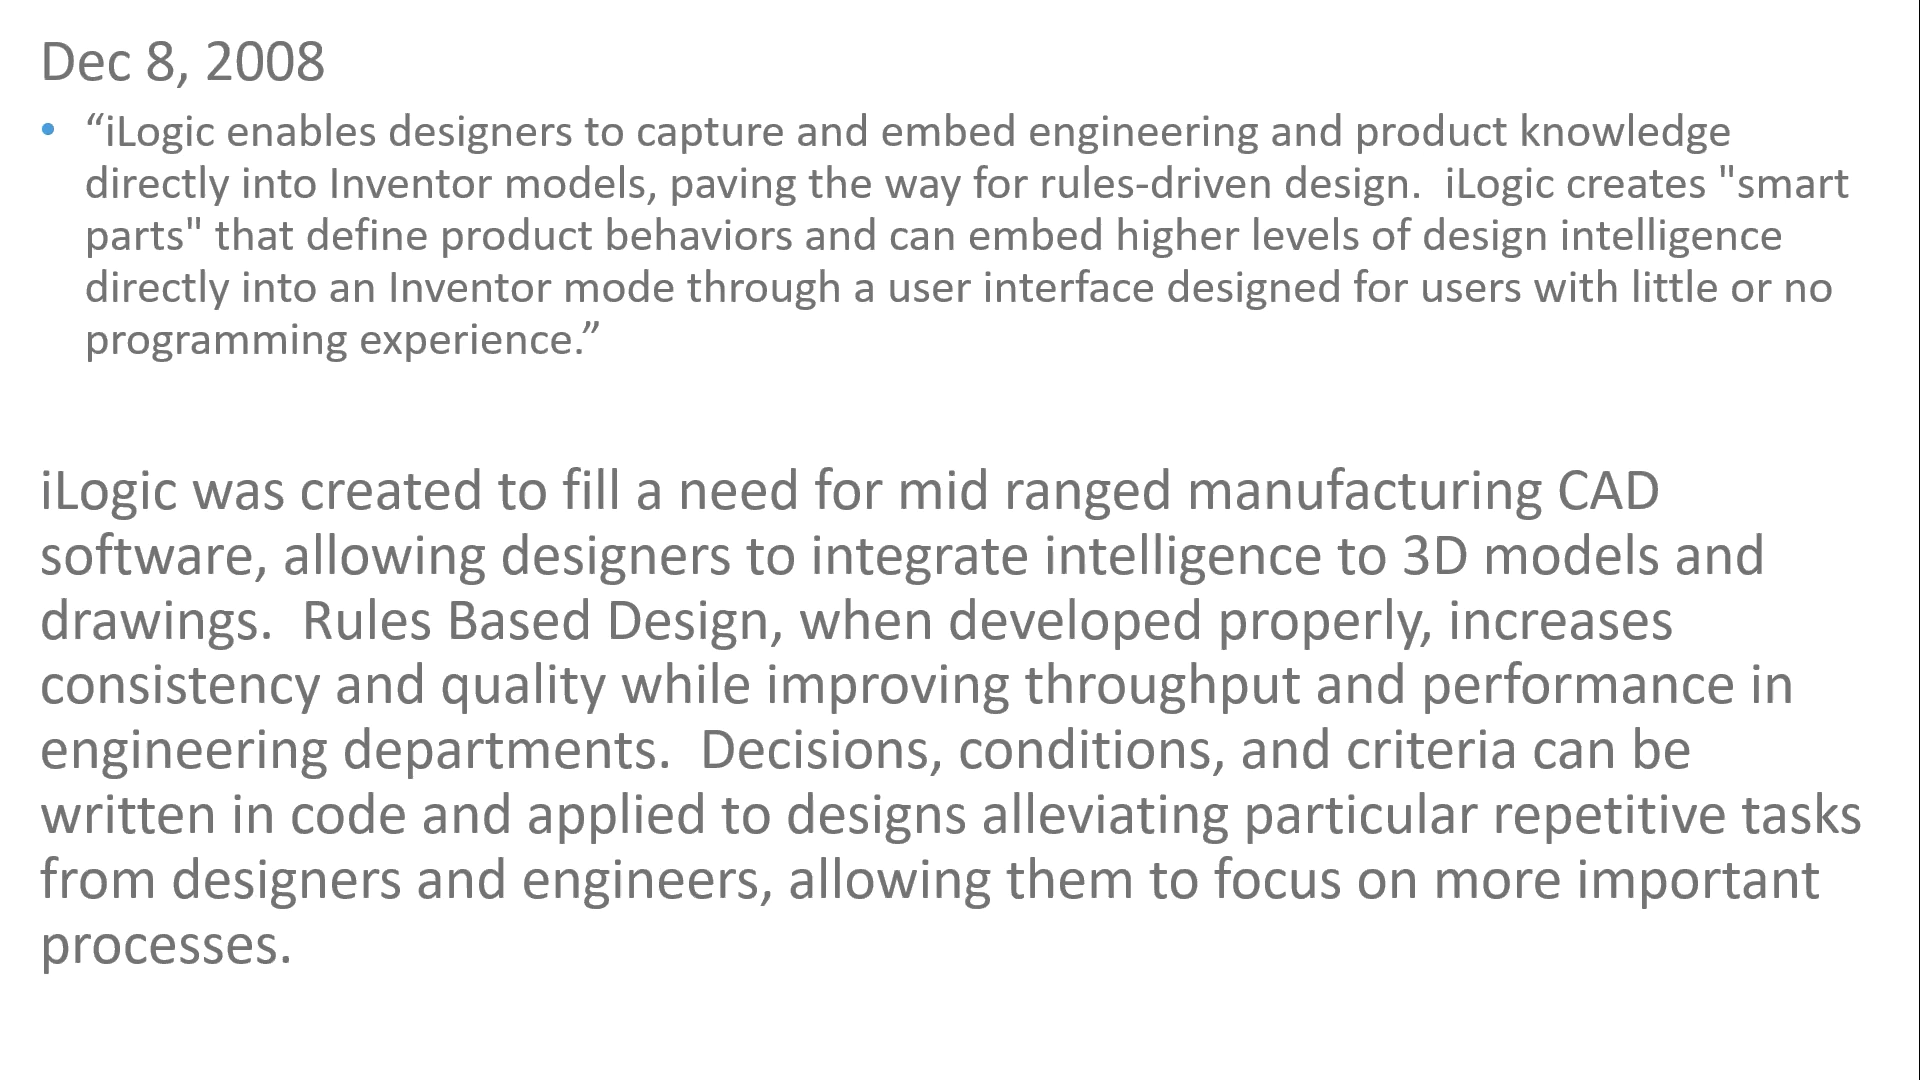 Dec 8, 2008
• “iLogic enables designers to capture and embed engineering and product knowledge
directly into Inventor models, paving the way for rules-driven design.  iLogic creates "smart
parts" that define product behaviors and can embed higher levels of design intelligence
directly into an Inventor mode through a user interface designed for users with little or no
programming experience.”
iLogic was created to fill a need for mid ranged manufacturing CAD
software, allowing designers to integrate intelligence to 3D models and
drawings.  Rules Based Design, when developed properly, increases
consistency and quality while improving throughput and performance in
engineering departments.  Decisions, conditions, and criteria can be
written in code and applied to designs alleviating particular repetitive tasks
from designers and engineers, allowing them to focus on more important
processes.